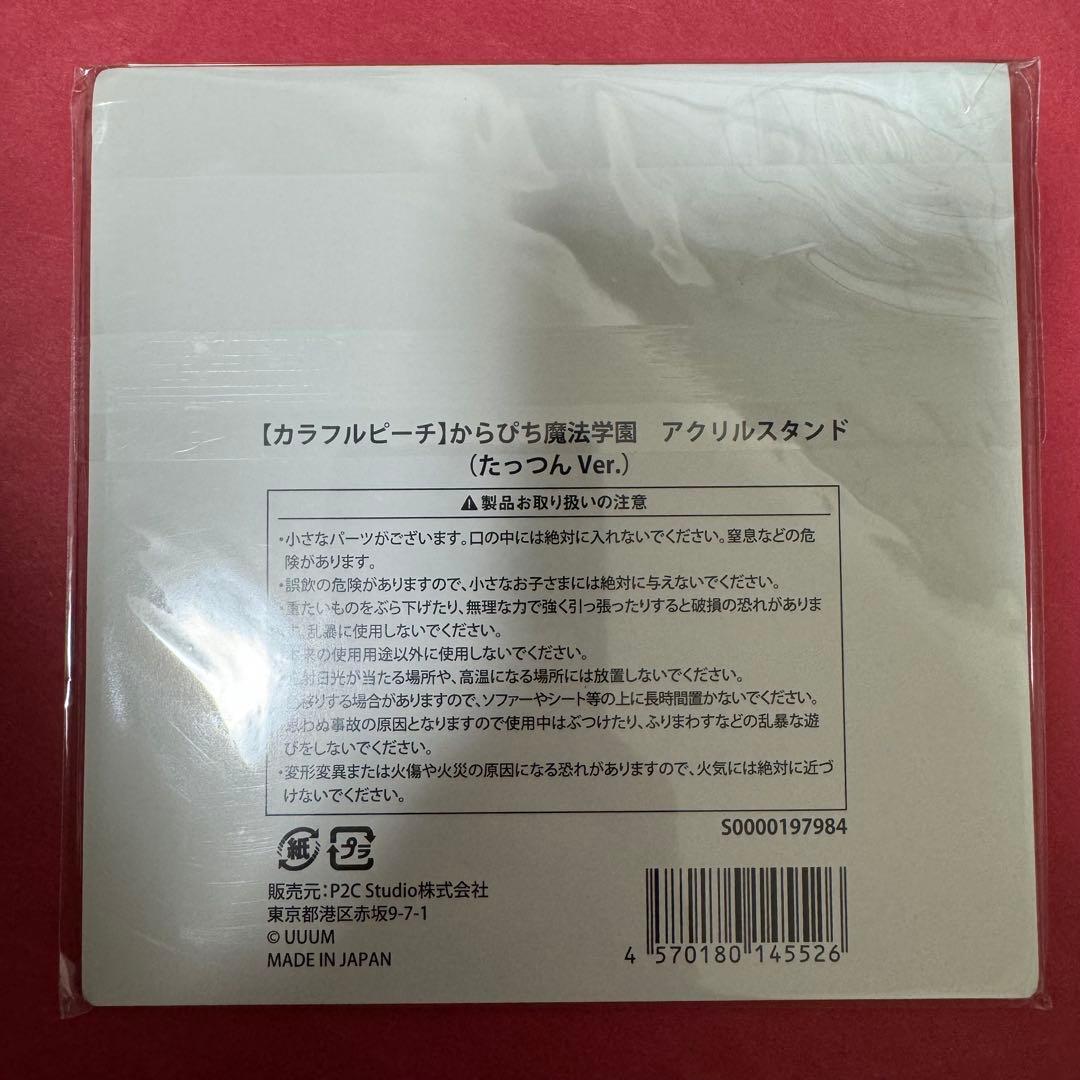 【カラフルピーチ】からぴち魔法学園　アクリルスタンド
（たっつん Ver.）
⚠製品お取り扱いの注意
・小さなパーツがございます。口の中には絶対に入れないでください。窒息などの危
険があります。
・誤飲の危険がありますので、小さなお子さまには絶対に与えないでください。
・重たいものをぶら下げたり、無理な力で強く引っ張ったりすると破損の恐れがありま
す。乱暴に使用しないでください。
来の使用用途以外に使用しないでください。
射日光が当たる場所や、高温になる場所には放置しないでください。
移りする場合がありますので、ソファーやシート等の上に長時間置かないでください。
思わぬ事故の原因となりますので使用中はぶつけたり、ふりまわすなどの乱暴な遊
びをしないでください。
・変形変異または火傷や火災の原因になる恐れがありますので、火気には絶対に近づ
けないでください。
S0000197984
紙 プラ
販売元：P2C Studio株式会社
東京都港区赤坂9-7-1
© UUUM
MADE IN JAPAN
4 570180 145526